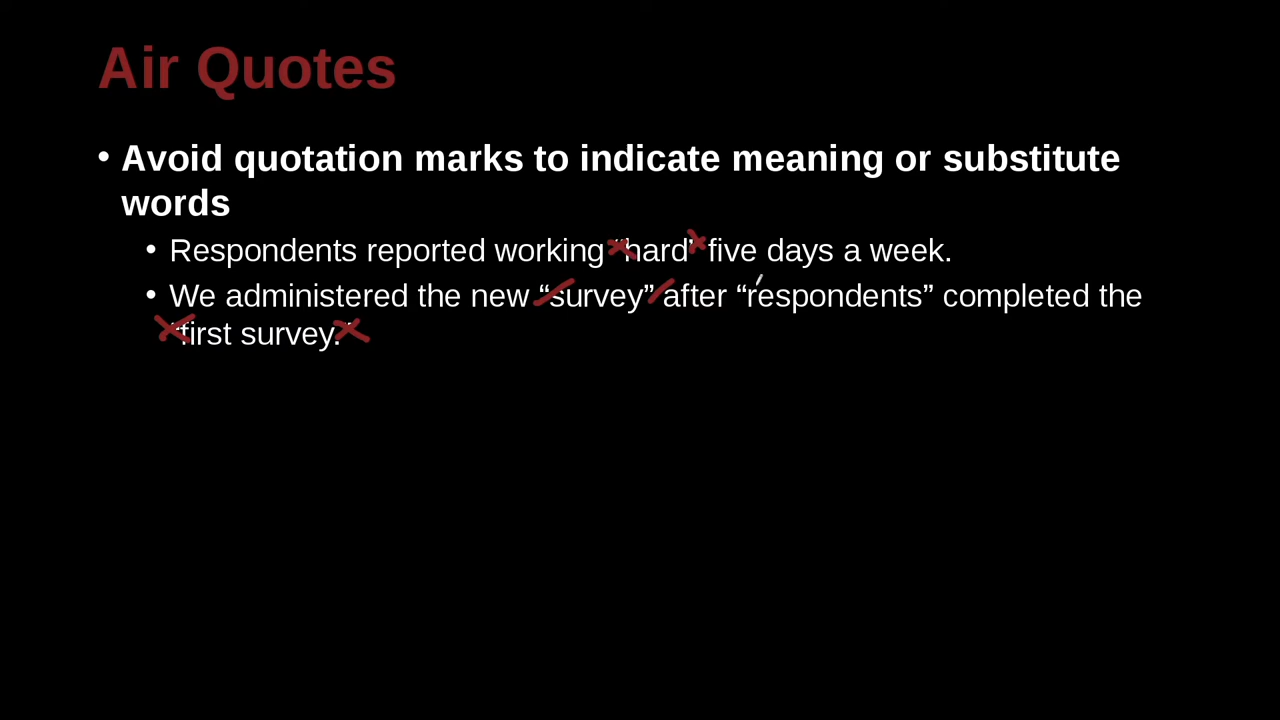 Air Quotes
• Avoid quotation marks to indicate meaning or substitute
words
• Respondents reported working “hard” five days a week.
• We administered the new “survey” after “respondents” completed the
“first survey.”